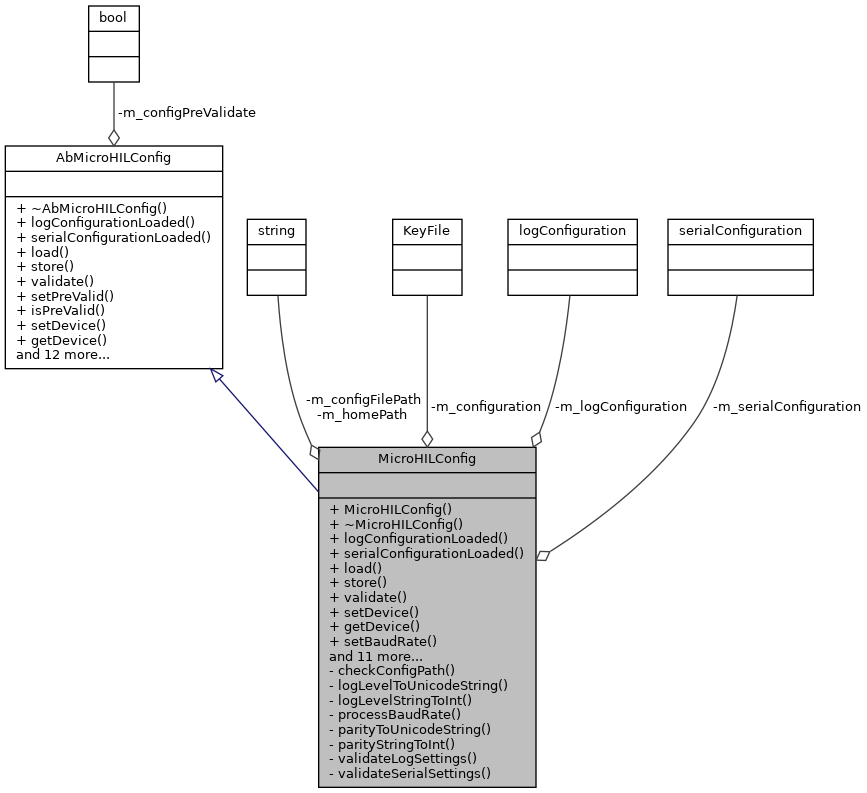 bool
-m_configPreValidate
AbMicroHILConfig
+ ~AbMicroHILConfig()
+ logConfigurationLoaded()
+ serialConfigurationLoaded()
+ load()
+ store()
+ validate()
+ setPreValid()
+ isPreValid()
+ setDevice()
+ getDevice()
and 12 more...
string
KeyFile
logConfiguration
serialConfiguration
-m_configFilePath
-m_homePath
-m_configuration
-m_logConfiguration
-m_serialConfiguration
MicroHILConfig
+ MicroHILConfig()
+ ~MicroHILConfig()
+ logConfigurationLoaded()
+ serialConfigurationLoaded()
+ load()
+ store()
+ validate()
+ setDevice()
+ getDevice()
+ setBaudRate()
and 11 more...
- checkConfigPath()
- logLevelToUnicodeString()
- logLevelStringToInt()
- processBaudRate()
- parityToUnicodeString()
- parityStringToInt()
- validateLogSettings()
- validateSerialSettings()